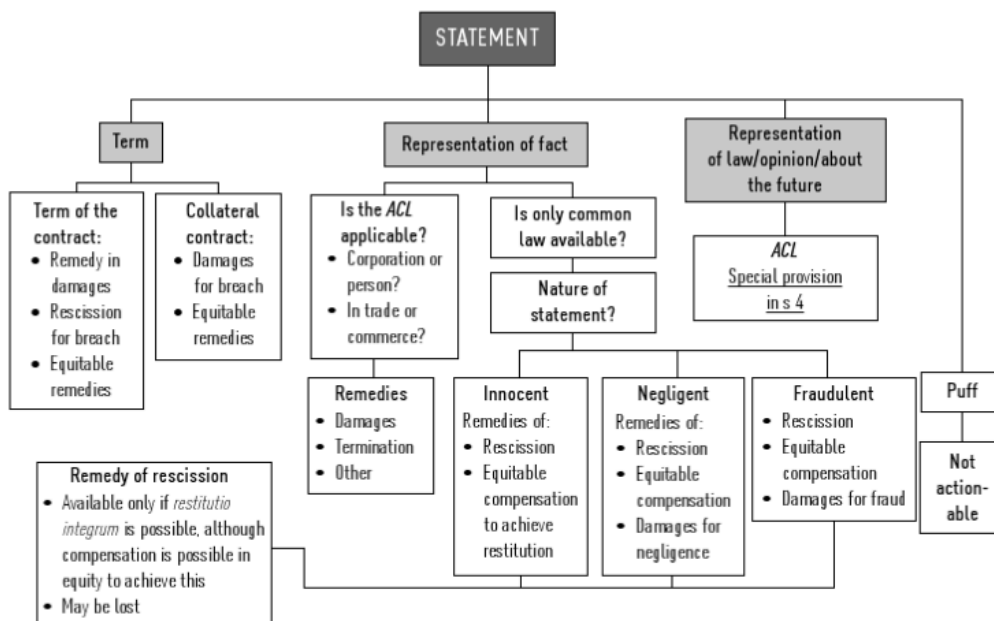 STATEMENT
Term
Term of the
contract:
• Remedy in
damages
• Rescission
for breach
• Equitable
remedies
Collateral
contract:
• Damages
for breach
• Equitable
remedies
Representation of fact
Is the ACL
applicable?
• Corporation or
person?
• In trade or
commerce?
Remedies
• Damages
• Termination
• Other
Is only common
law available?
Nature of
statement?
Innocent
Remedies of:
• Rescission
• Equitable
compensation
to achieve
restitution
Negligent
Remedies of:
• Rescission
• Equitable
compensation
• Damages for
negligence
Fraudulent
• Rescission
• Equitable
compensation
• Damages for fraud
Representation
of law/opinion/about
the future
ACL
Special provision
in s 4
Puff
Not
action-
able
Remedy of rescission
• Available only if restitutio
integrum is possible, although
compensation is possible in
equity to achieve this
• May be lost